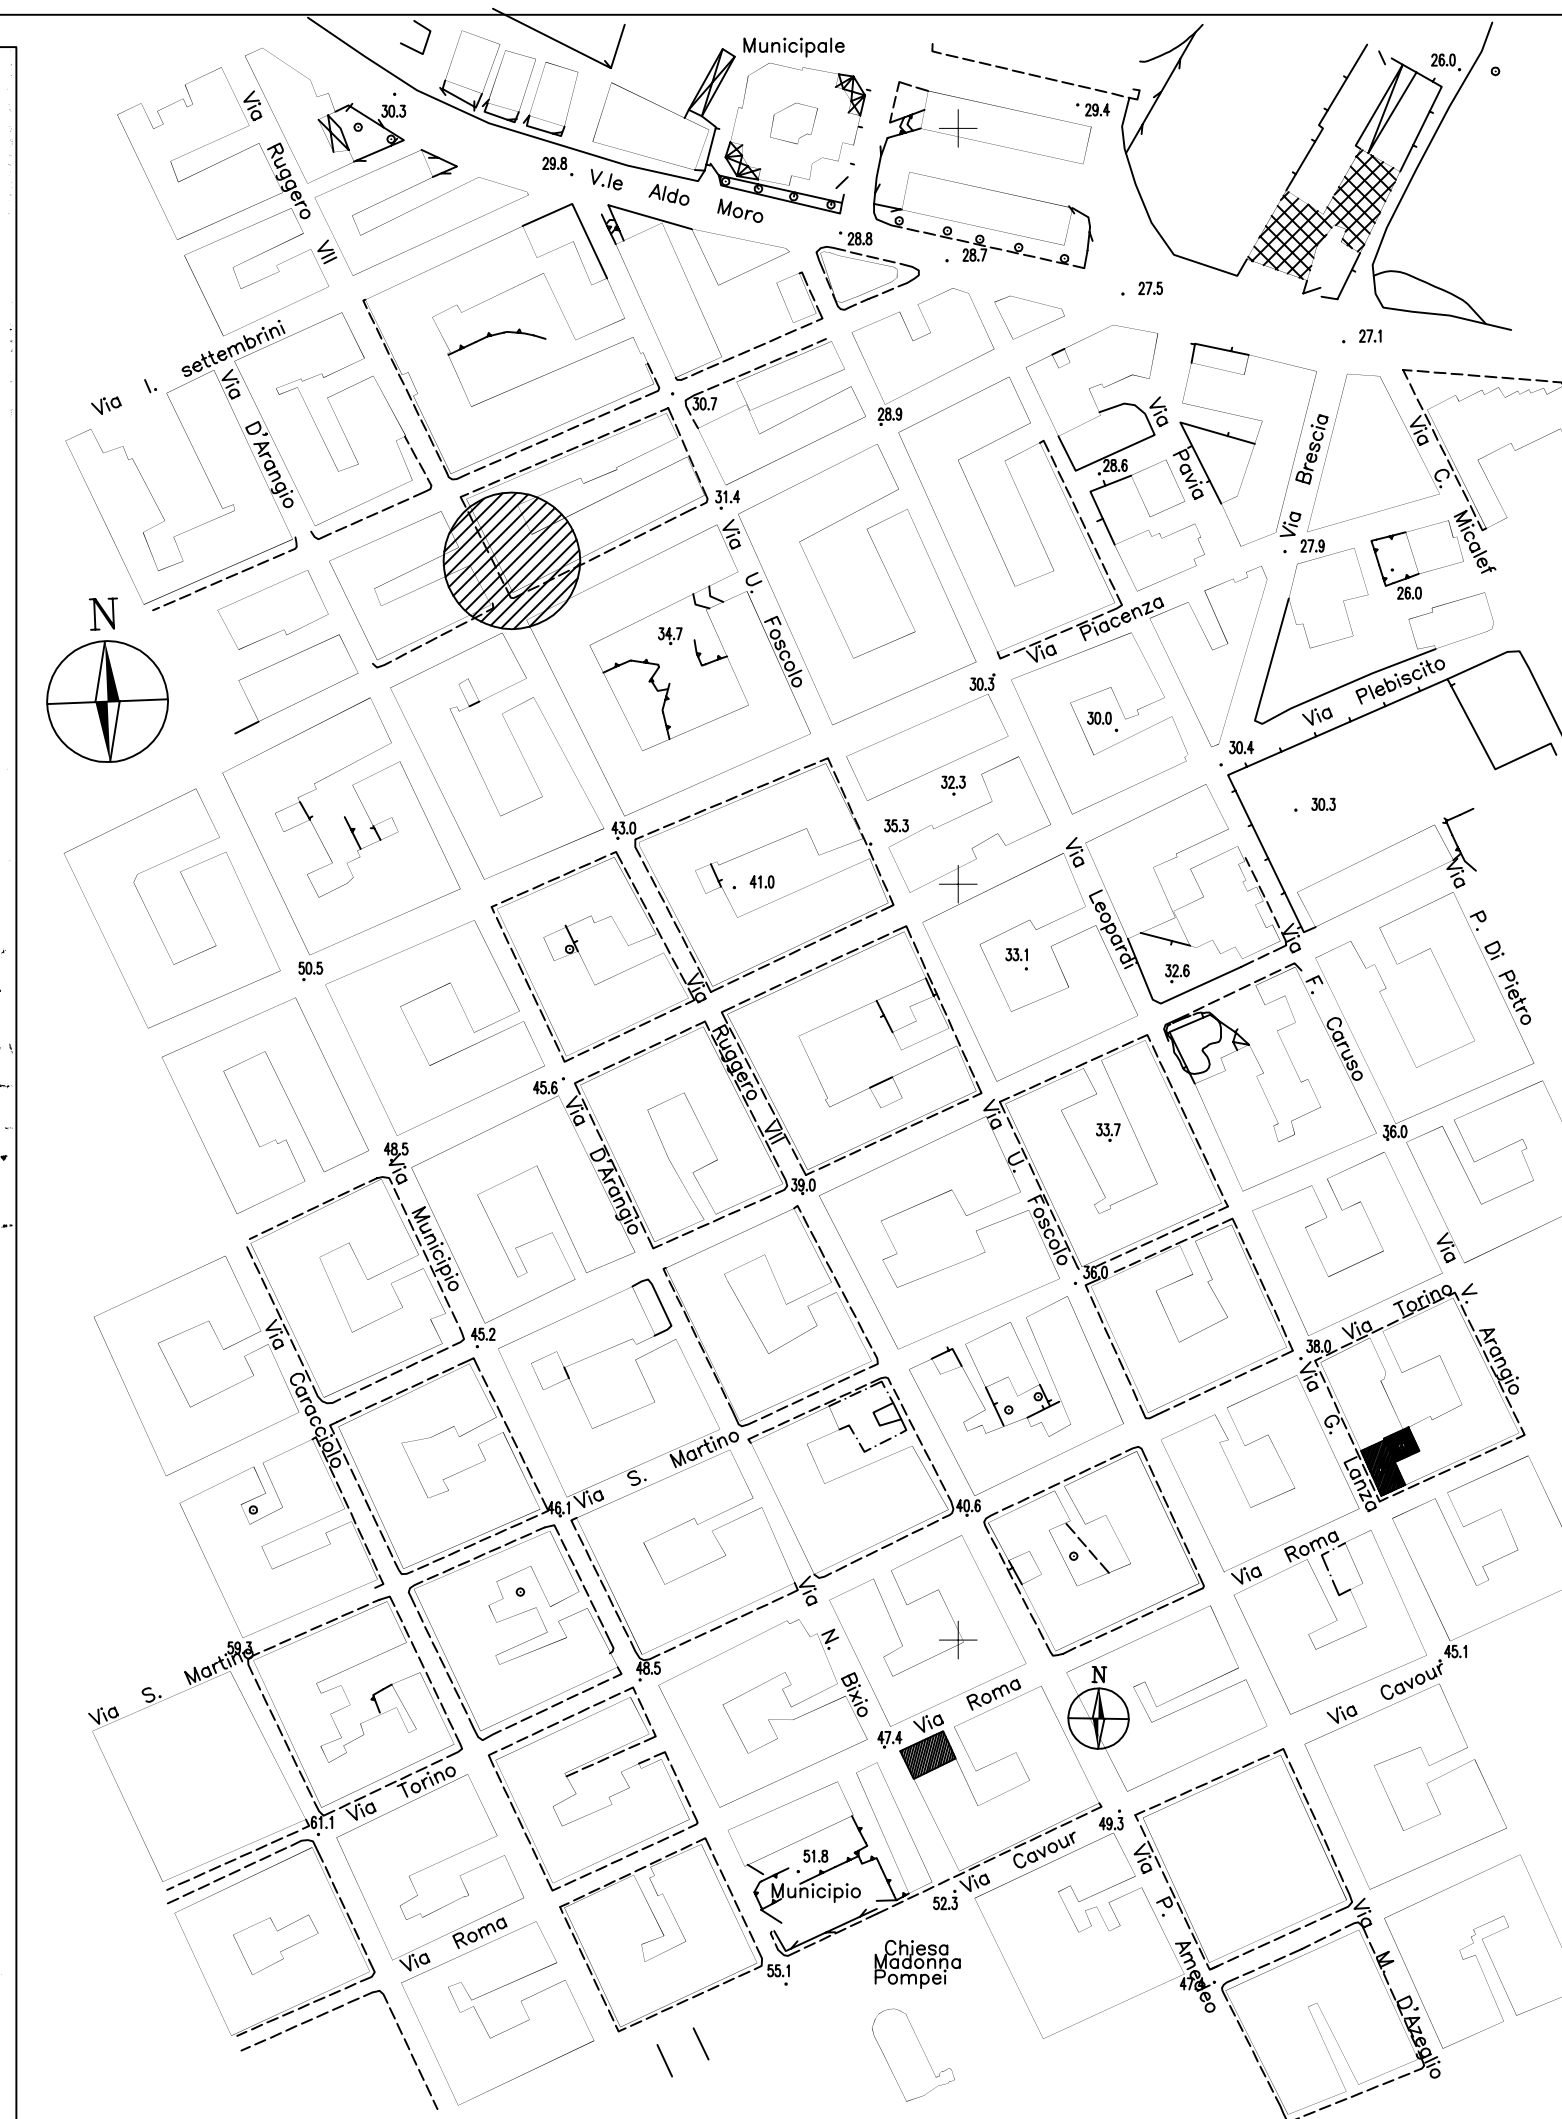 Municipale
26.0
30.3
29.4
Via Ruggero VII
29.8
V.le Aldo Moro
28.8
28.7
27.5
27.1
Via I. settembrini
Via D'Arangio
30.7
28.9
Via Pavia
Via Brescia
Via C. Micalef
28.6
31.4
Via U. Foscolo
27.9
26.0
N
34.7
Via Piacenza
30.3
30.0
Via Plebiscito
30.4
30.3
32.3
43.0
35.3
41.0
Via Leopardi
Via P. Di Pietro
33.1
32.6
Via F. Caruso
50.5
Via Ruggero VII
45.6
Via D'Arangio
Via U. Foscolo
33.7
36.0
48.5
Via Municipio
39.0
36.0
Via V. Arangio
Via Torino
45.2
38.0
Via Caracciolo
Via G. Lanza
Via S. Martino
46.1
40.6
Via Roma
Via N. Bixio
59.3
Via S. Martino
48.5
45.1
Via Cavour
N
Via Roma
47.4
Via Torino
61.1
49.3
Via Cavour
51.8
Municipio
52.3
Via P. Amedeo
Via Roma
Chiesa
Madonna
Pompei
55.1
Via M. D'Azeglio